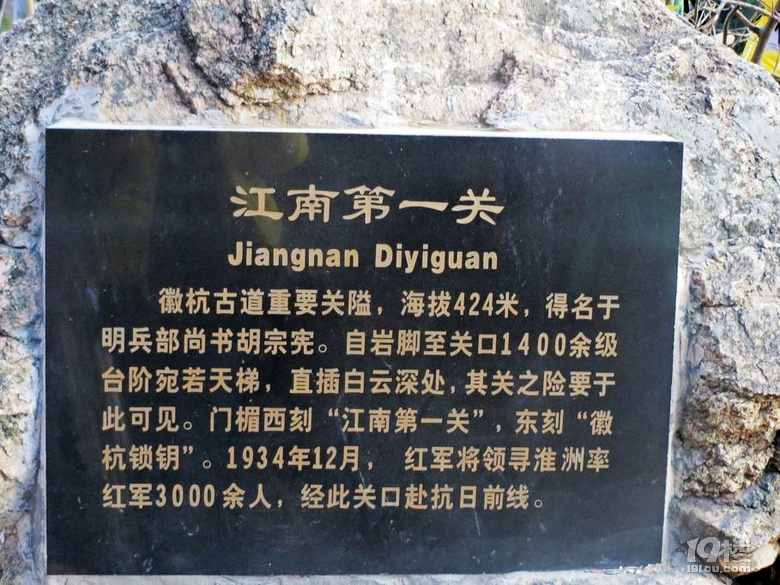 江南第一关
Jiangnan Diyiguan
徽杭古道重要关隘，海拔424米，得名于
明兵部尚书胡宗宪。自岩脚至关口1400余级
台阶宛若天梯，直插白云深处，其关之险要于
此可见。门楣西刻“江南第一关”，东刻“徽
杭锁钥”。1934年12月， 红军将领寻淮洲率
红军3000余人，经此关口赴抗日前线。
19楼
19lou.com